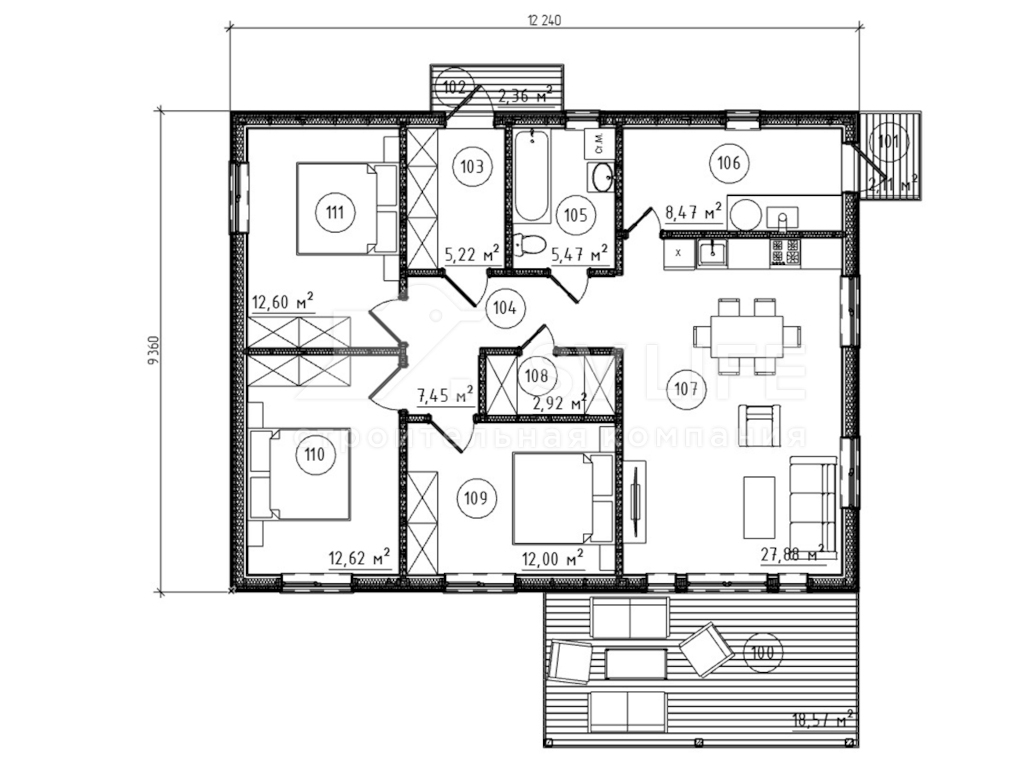 12 240
102
2,36 м²
9 360
101
2,11 м²
103
5,22 м²
Ст.М.
105
5,47 м²
106
8,47 м²
111
12,60 м²
104
7,45 м²
X
108
2,92 м²
107
27,88 м²
110
12,62 м²
109
12,00 м²
100
18,57 м²
строительная компания